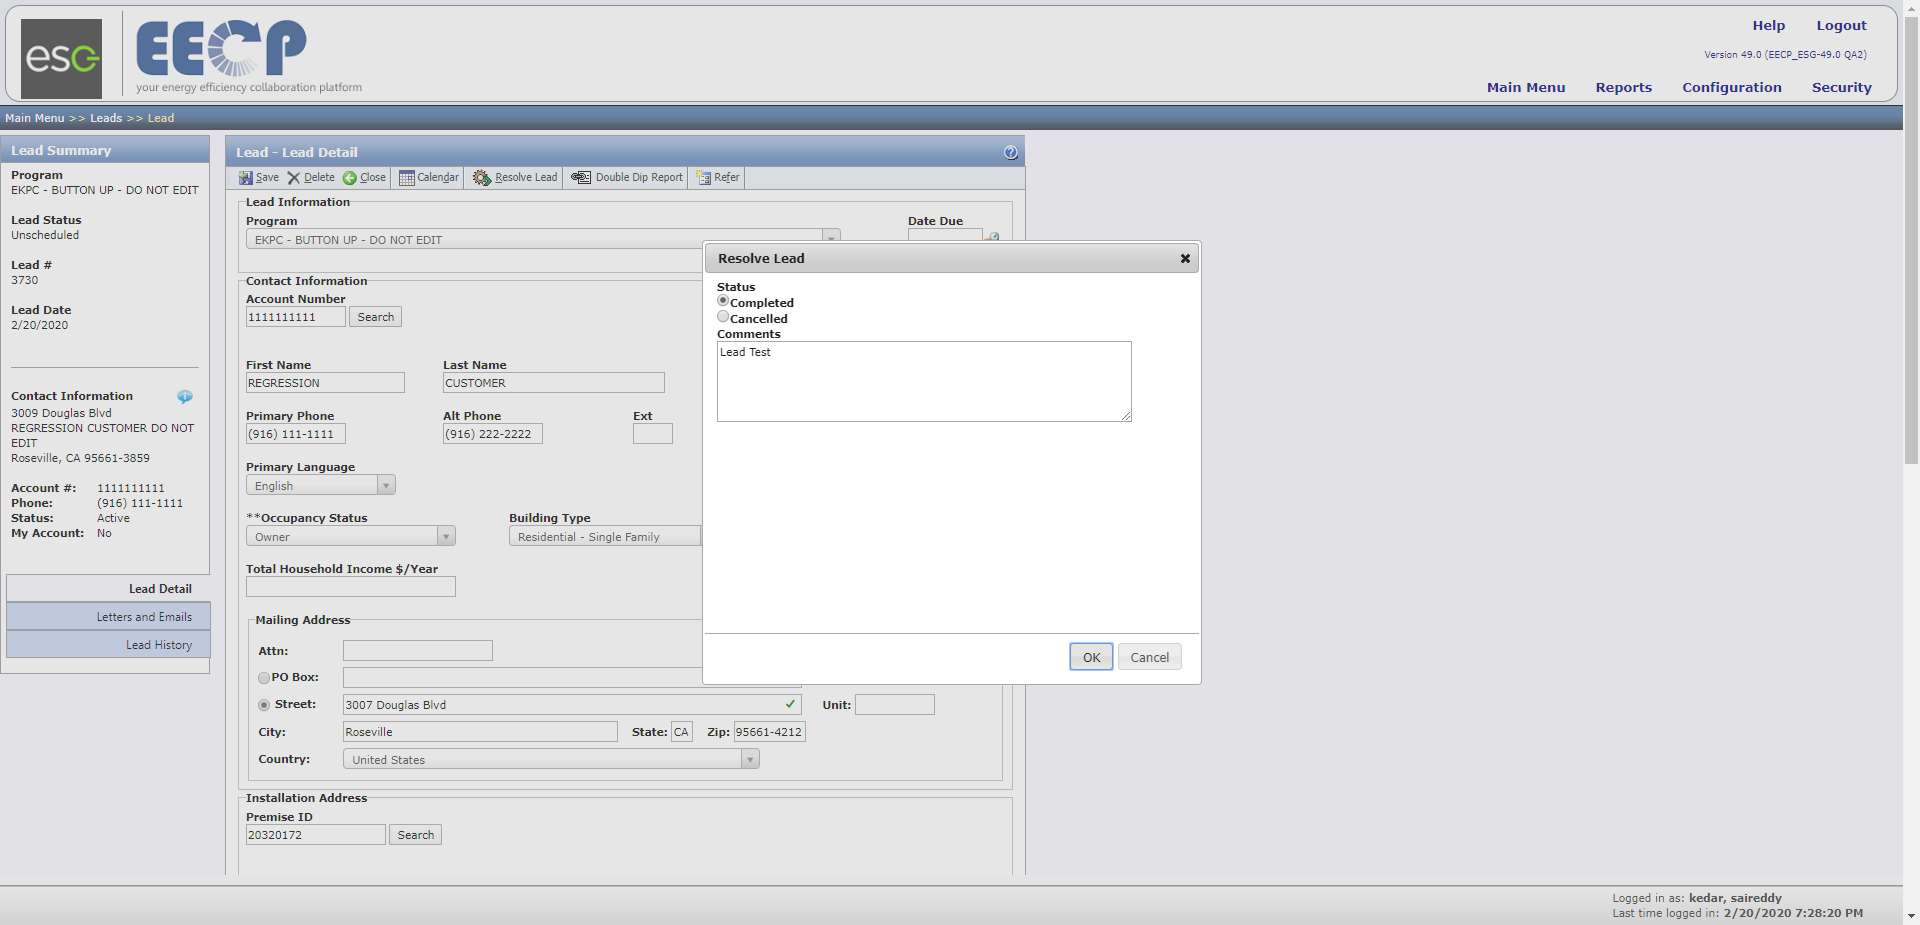 esg
EECP
your energy efficiency collaboration platform
Help
Logout
Version 49.0 (EECP_ESG-49.0 QA2)
Main Menu
Reports
Configuration
Security
Main Menu >> Leads >> Lead
Lead Summary
Program
EKPC - BUTTON UP - DO NOT EDIT
Lead Status
Unscheduled
Lead #
3730
Lead Date
2/20/2020
Contact Information
3009 Douglas Blvd
REGRESSION CUSTOMER DO NOT
EDIT
Roseville, CA 95661-3859
Account #: 1111111111
Phone: (916) 111-1111
Status: Active
My Account: No
Lead Detail
Letters and Emails
Lead History
Lead - Lead Detail
?
Save
Delete
Close
Calendar
Resolve Lead
Double Dip Report
Refer
Lead Information
Program
Date Due
EKPC - BUTTON UP - DO NOT EDIT
Contact Information
Account Number
1111111111
Search
First Name
Last Name
REGRESSION
CUSTOMER
Primary Phone
Alt Phone
Ext
(916) 111-1111
(916) 222-2222
Primary Language
English
**Occupancy Status
Building Type
Owner
Residential - Single Family
Total Household Income $/Year
Mailing Address
Attn:
PO Box:
Street: 3007 Douglas Blvd
Unit:
City: Roseville
State: CA
Zip: 95661-4212
Country: United States
Installation Address
Premise ID
20320172
Search
Resolve Lead
Status
Completed
Cancelled
Comments
Lead Test
OK
Cancel
Logged in as: kedar, saireddy
Last time logged in: 2/20/2020 7:28:20 PM